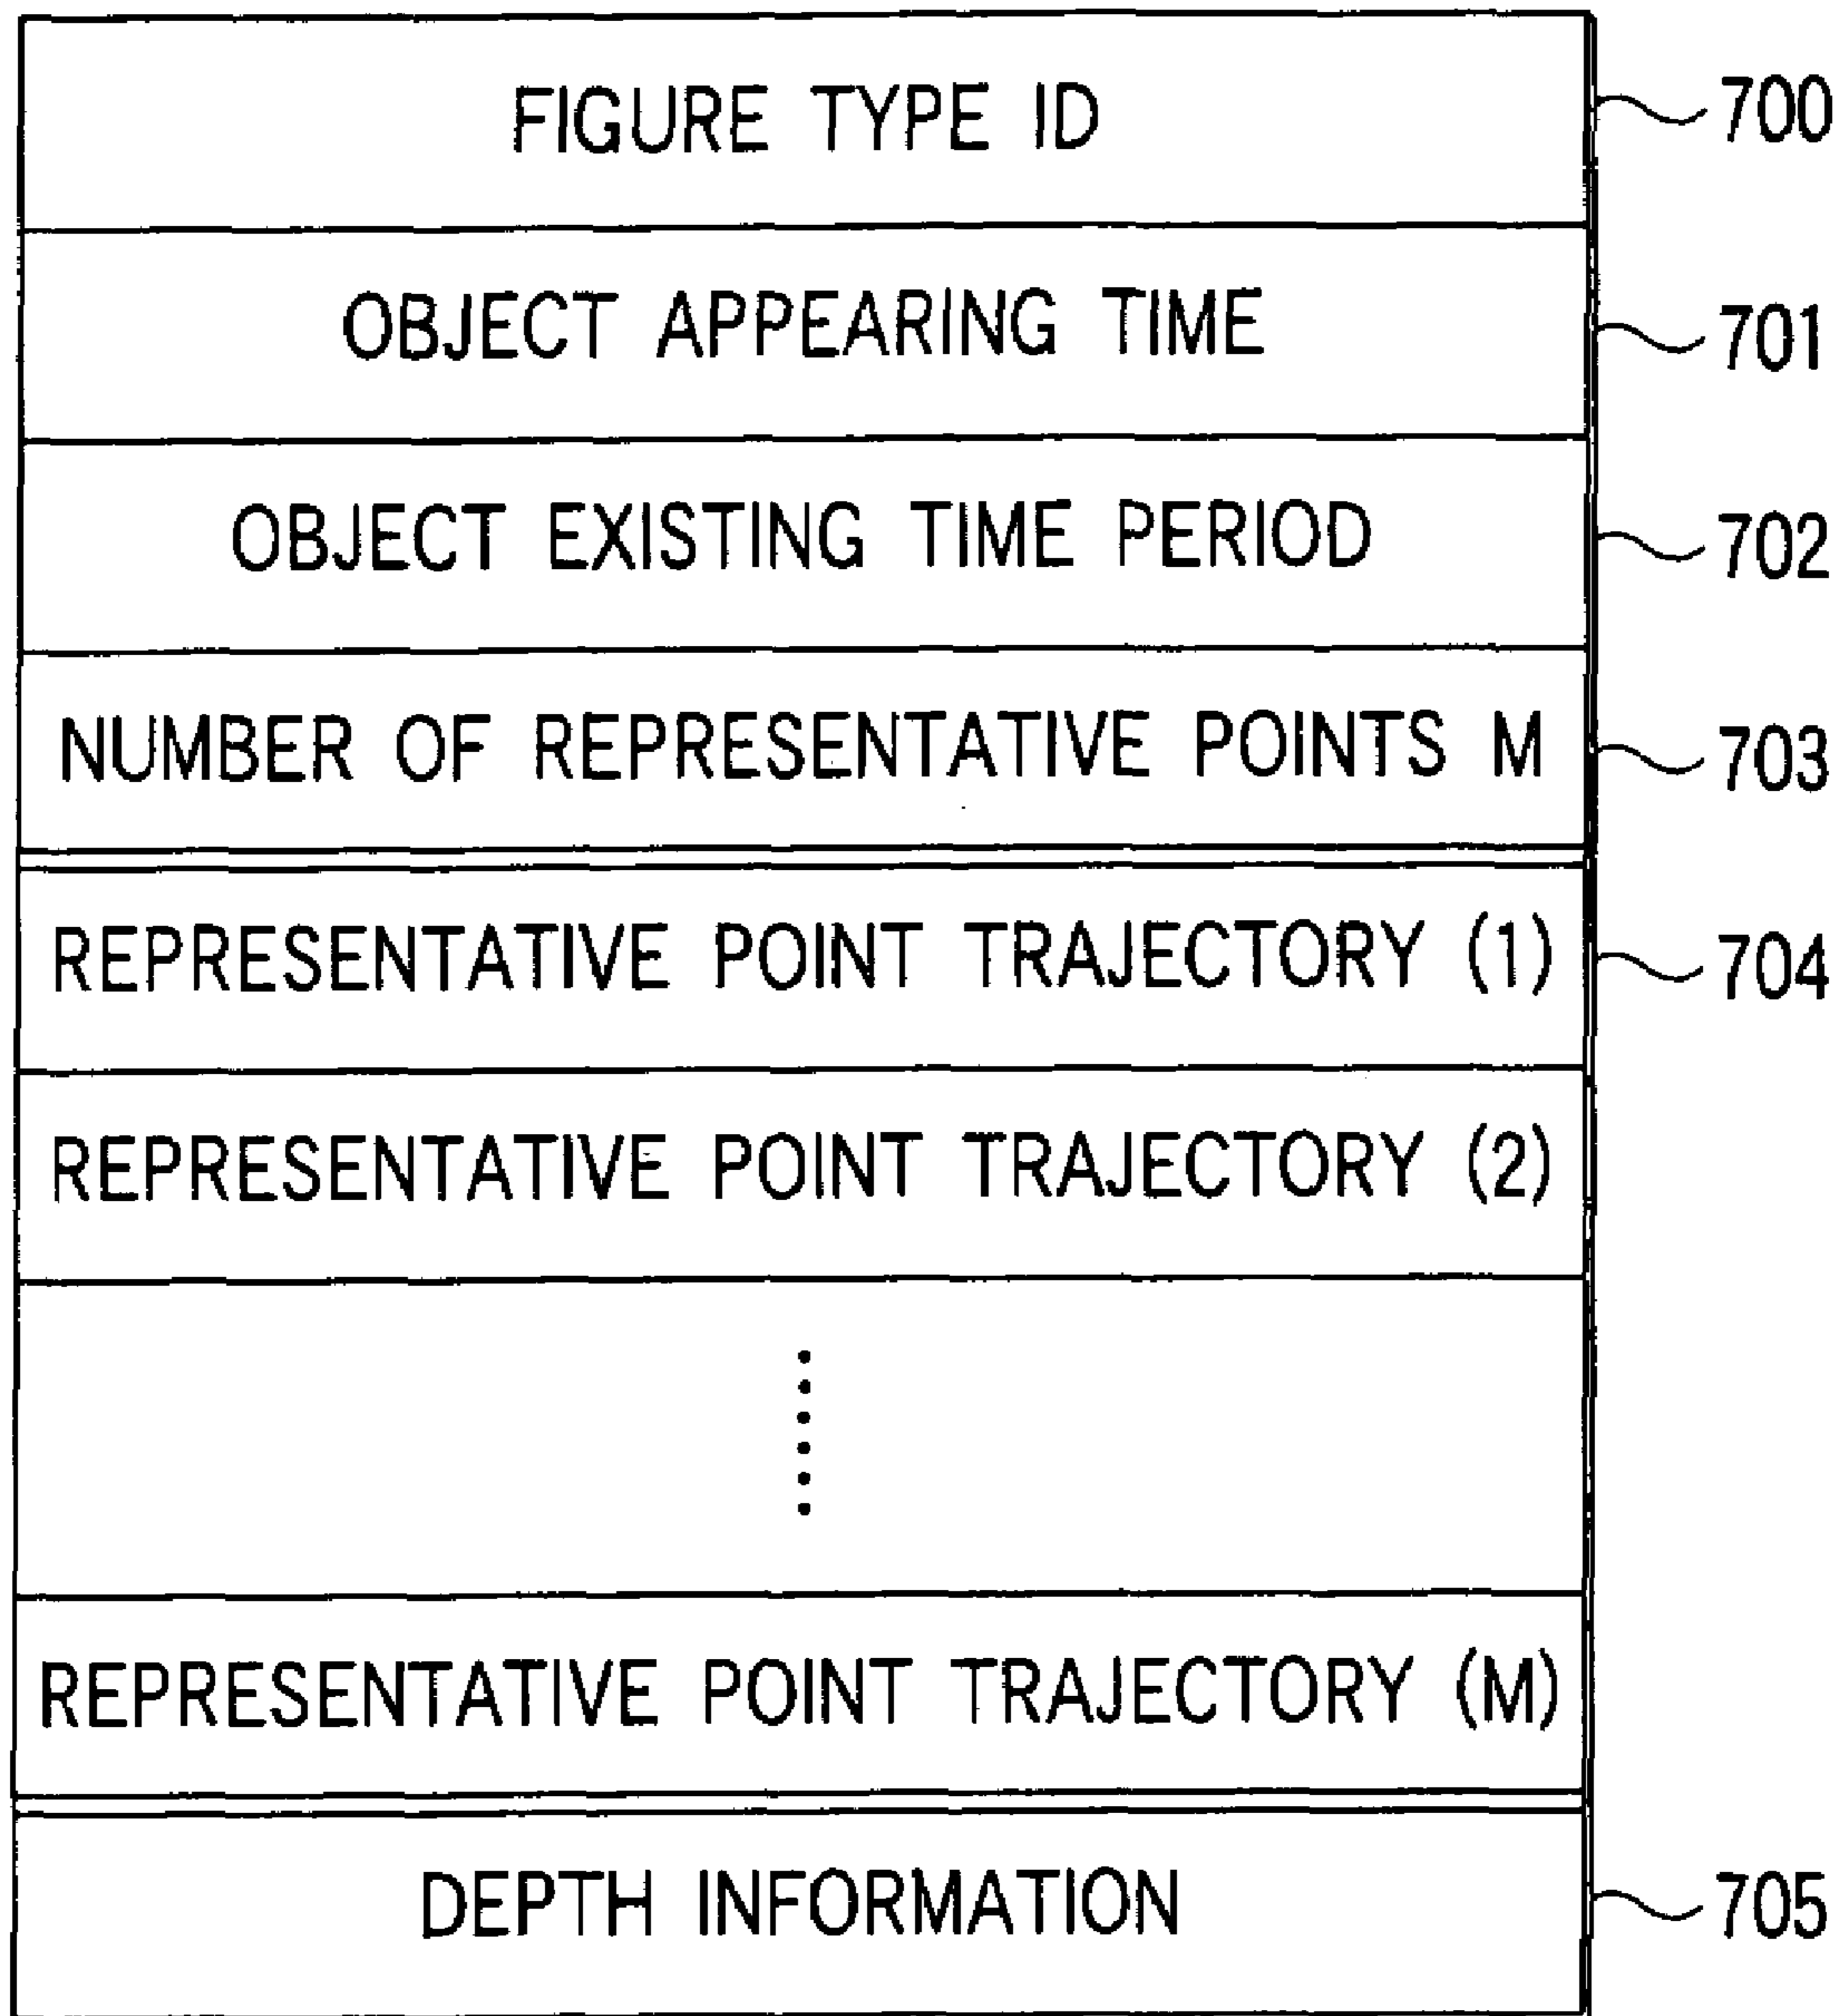 FIGURE TYPE ID 700
OBJECT APPEARING TIME 701
OBJECT EXISTING TIME PERIOD 702
NUMBER OF REPRESENTATIVE POINTS M 703
REPRESENTATIVE POINT TRAJECTORY (1) 704
REPRESENTATIVE POINT TRAJECTORY (2)
REPRESENTATIVE POINT TRAJECTORY (M)
DEPTH INFORMATION 705